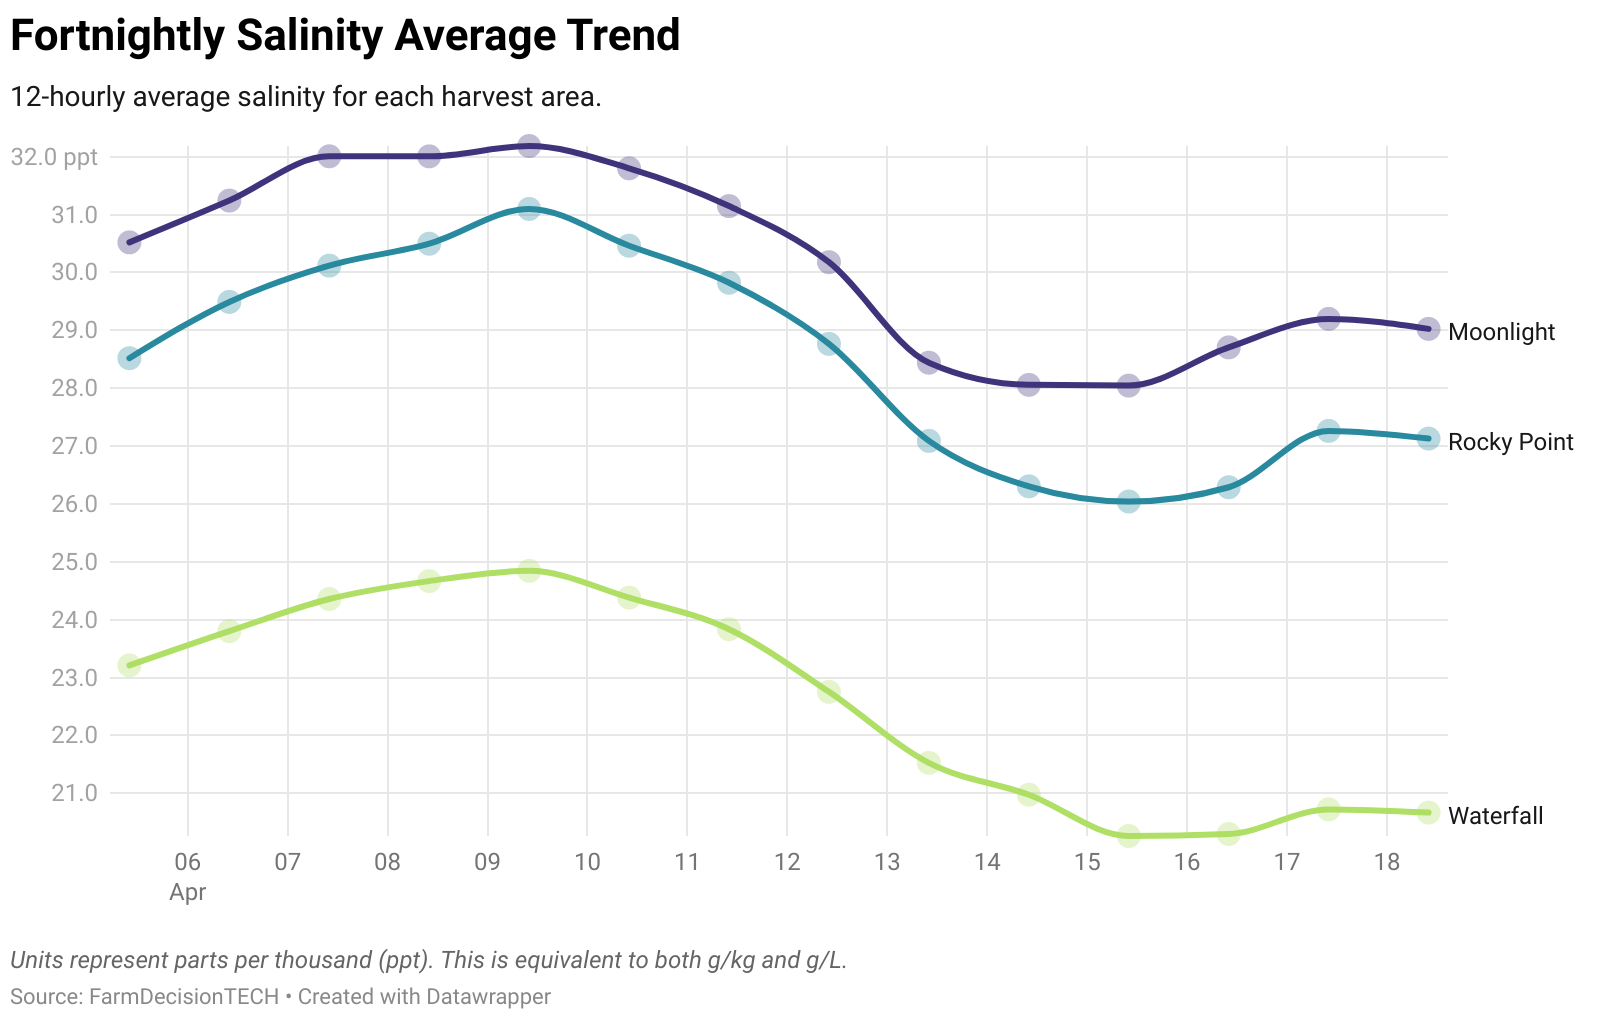 Fortnightly Salinity Average Trend
12-hourly average salinity for each harvest area.
32.0 ppt
31.0
30.0
29.0
28.0
27.0
26.0
25.0
24.0
23.0
22.0
21.0
Moonlight
Rocky Point
Waterfall
06 07 08 09 10 11 12 13 14 15 16 17 18
Apr
Units represent parts per thousand (ppt). This is equivalent to both g/kg and g/L.
Source: FarmDecisionTECH • Created with Datawrapper